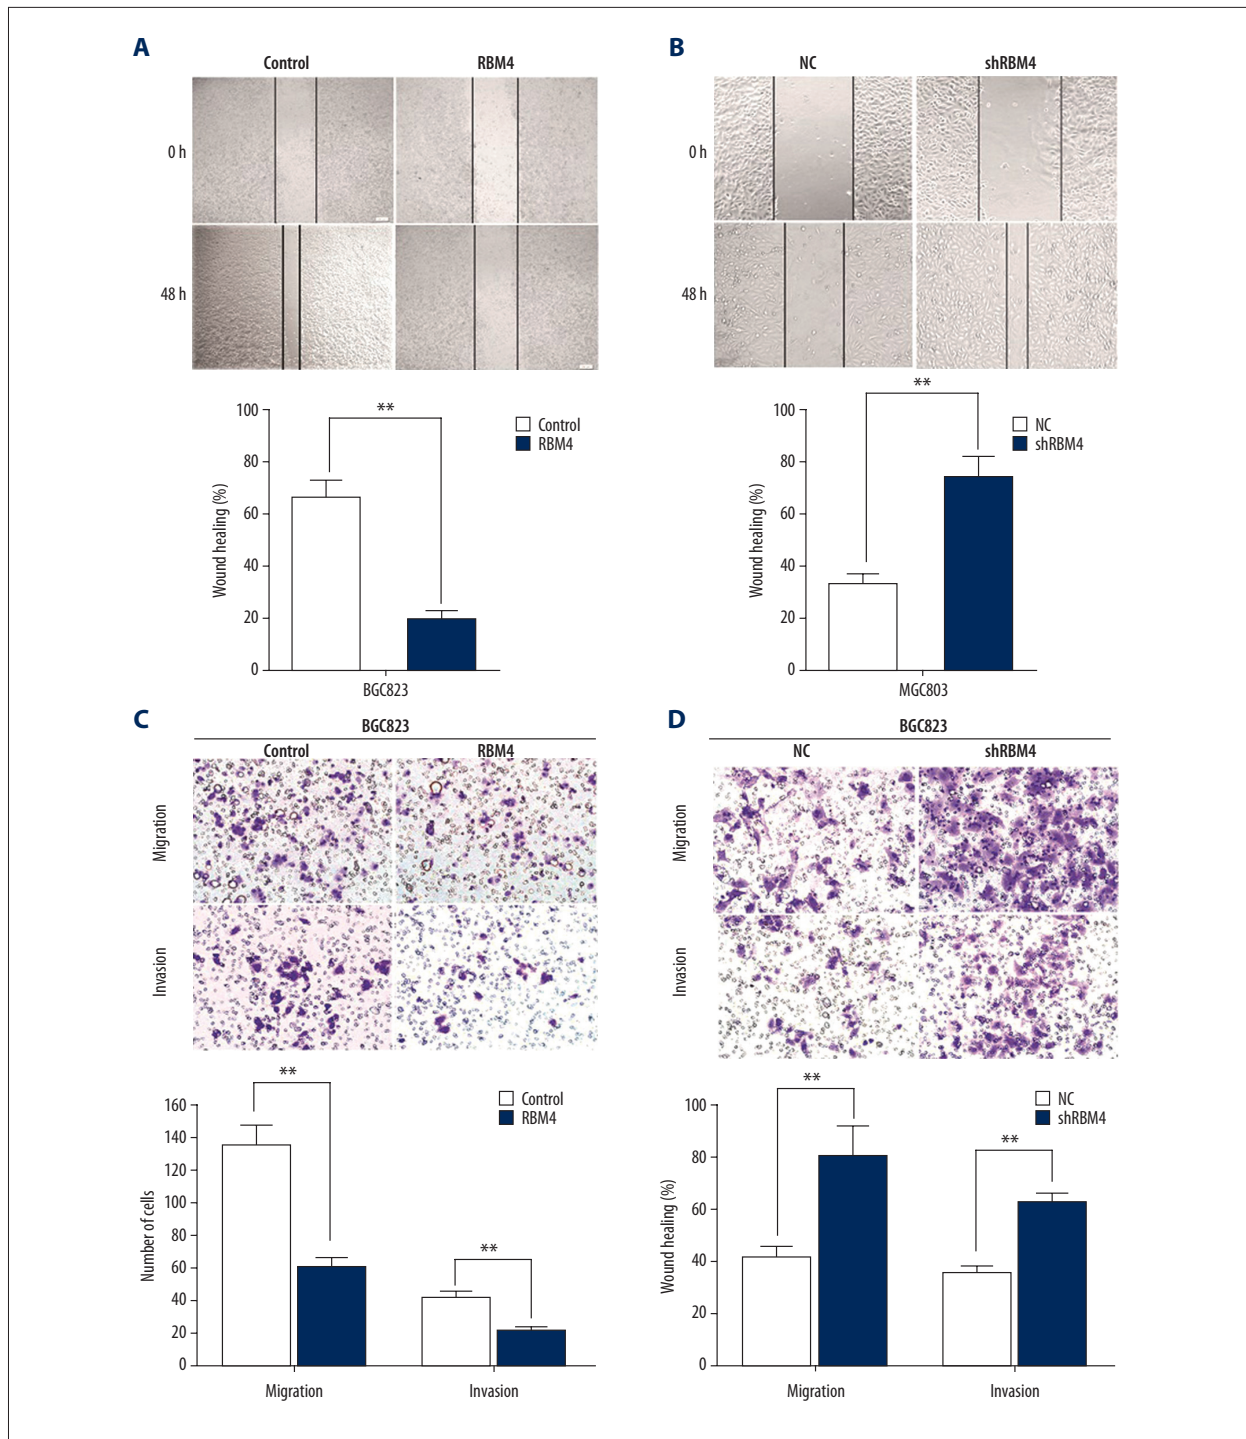 A
Control RBM4
0 h
48 h
**
100
80
60
40
20
0
Wound healing (%)
Control
RBM4
BGC823
B
NC shRBM4
0 h
48 h
**
100
80
60
40
20
0
Wound healing (%)
NC
shRBM4
MGC803
C
BGC823
Control RBM4
Migration
Invasion
**
**
160
140
120
100
80
60
40
20
0
Number of cells
Control
RBM4
Migration Invasion
D
BGC823
NC shRBM4
Migration
Invasion
**
**
100
80
60
40
20
0
Wound healing (%)
NC
shRBM4
Migration Invasion